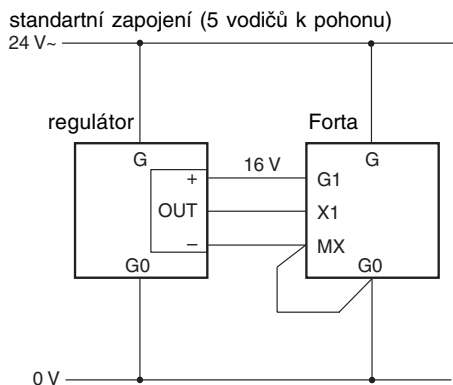 standartní zapojení (5 vodičů k pohonu)
24 V~
regulátor
Forta
G
G
+
16 V
G1
OUT
X1
–
MX
G0
G0
0 V